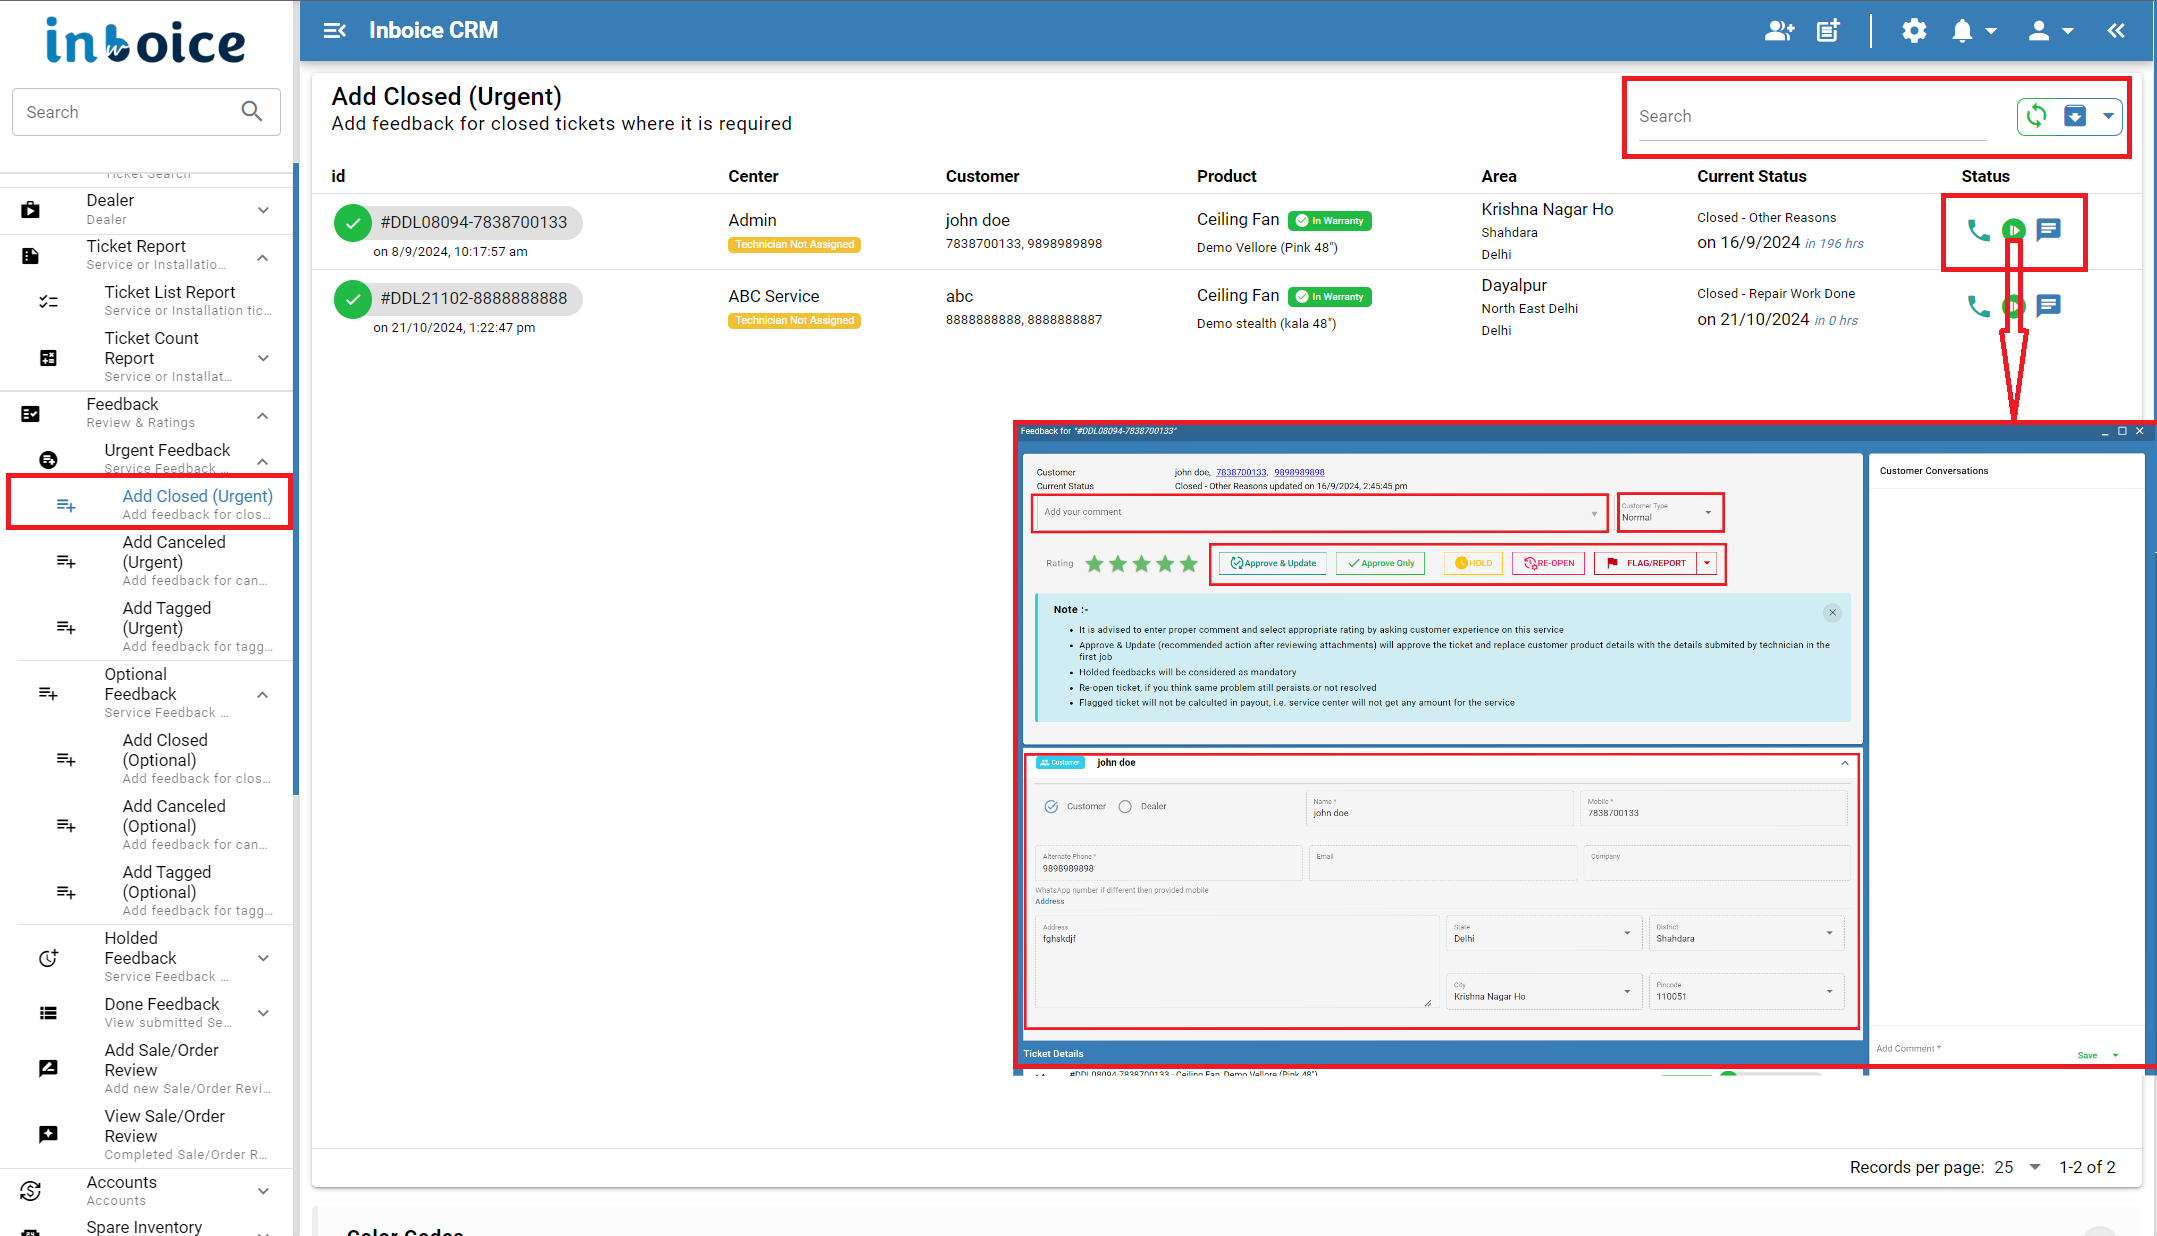 inboice
Search
Ticket Search
Dealer
Dealer
Ticket Report
Service or Installatio...
Ticket List Report
Service or Installation tic...
Ticket Count
Report
Service or Installat...
Feedback
Review & Ratings
Urgent Feedback
Service Feedback ...
Add Closed (Urgent)
Add feedback for clos...
Add Canceled
(Urgent)
Add feedback for can...
Add Tagged
(Urgent)
Add feedback for tagg...
Optional
Feedback
Service Feedback ...
Add Closed
(Optional)
Add feedback for clos...
Add Canceled
(Optional)
Add feedback for can...
Add Tagged
(Optional)
Add feedback for tagg...
Holded
Feedback
Service Feedback ...
Done Feedback
View submitted Se...
Add Sale/Order
Review
Add new Sale/Order Revi...
View Sale/Order
Review
Completed Sale/Order R...
Accounts
Accounts
Spare Inventory
Inboice CRM
Add Closed (Urgent)
Add feedback for closed tickets where it is required
Search
id Center Customer Product Area Current Status Status
#DDL08094-7838700133
on 8/9/2024, 10:17:57 am
Admin
Technician Not Assigned
john doe
7838700133, 9898989898
Ceiling Fan In Warranty
Demo Vellore (Pink 48")
Krishna Nagar Ho
Shahdara
Delhi
Closed - Other Reasons
on 16/9/2024 in 196 hrs
#DDL21102-8888888888
on 21/10/2024, 1:22:47 pm
ABC Service
Technician Not Assigned
abc
8888888888, 8888888887
Ceiling Fan In Warranty
Demo stealth (kala 48")
Dayalpur
North East Delhi
Delhi
Closed - Repair Work Done
on 21/10/2024 in 0 hrs
Feedback for "#DDL08094-7838700133"
Customer john doe, 7838700133, 9898989898
Current Status Closed - Other Reasons updated on 16/9/2024, 2:45:45 pm
Add your comment
Customer Type
Normal
Rating Approve & Update Approve Only HOLD RE-OPEN FLAG/REPORT
Note :-
• It is advised to enter proper comment and select appropriate rating by asking customer experience on this service
• Approve & Update (recommended action after reviewing attachments) will approve the ticket and replace customer product details with the details submited by technician in the
first job
• Holded feedbacks will be considered as mandatory
• Re-open ticket, if you think same problem still persists or not resolved
• Flagged ticket will not be calculted in payout, i.e. service center will not get any amount for the service
Customer john doe
Customer Dealer
Name *
john doe
Mobile *
7838700133
Alternate Phone *
9898989898
Email
Company
WhatsApp number if different then provided mobile
Address
Address
fghskdjf
State
Delhi
District
Shahdara
City
Krishna Nagar Ho
Pincode
110051
Ticket Details
#DDL08094-7838700133 - Ceiling Fan, Demo Vellore (Pink 48")
Customer Conversations
Add Comment *
Save
Records per page: 25 1-2 of 2
Color Codes